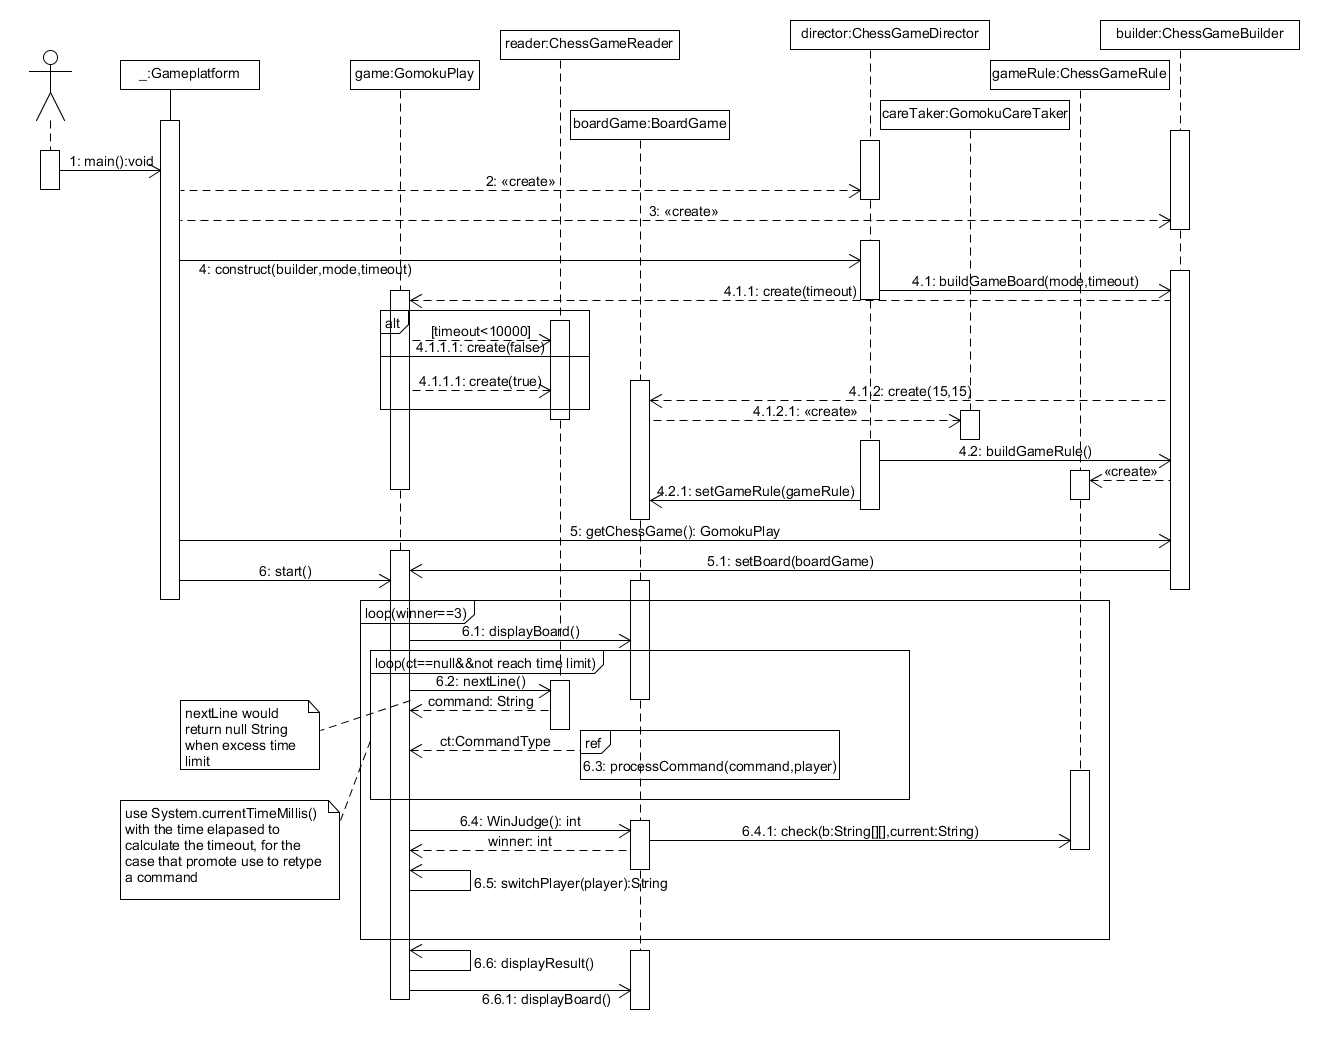 reader:ChessGameReader
director:ChessGameDirector
builder:ChessGameBuilder
_:Gameplatform
game:GomokuPlay
gameRule:ChessGameRule
boardGame:BoardGame
careTaker:GomokuCareTaker
1: main():void
2: «create»
3: «create»
4: construct(builder,mode,timeout)
4.1: buildGameBoard(mode,timeout)
4.1.1: create(timeout)
alt
[timeout<10000]
4.1.1.1: create(false)
4.1.1.1: create(true)
4.1.2: create(15,15)
4.1.2.1: «create»
4.2: buildGameRule()
«create»
4.2.1: setGameRule(gameRule)
5: getChessGame(): GomokuPlay
5.1: setBoard(boardGame)
6: start()
loop(winner==3)
6.1: displayBoard()
loop(ct==null&&not reach time limit)
6.2: nextLine()
command: String
nextLine would
return null String
when excess time
limit
ct:CommandType
ref
6.3: processCommand(command,player)
use System.currentTimeMillis()
with the time elapased to
calculate the timeout, for the
case that promote use to retype
a command
6.4: WinJudge(): int
6.4.1: check(b:String[][],current:String)
winner: int
6.5: switchPlayer(player):String
6.6: displayResult()
6.6.1: displayBoard()